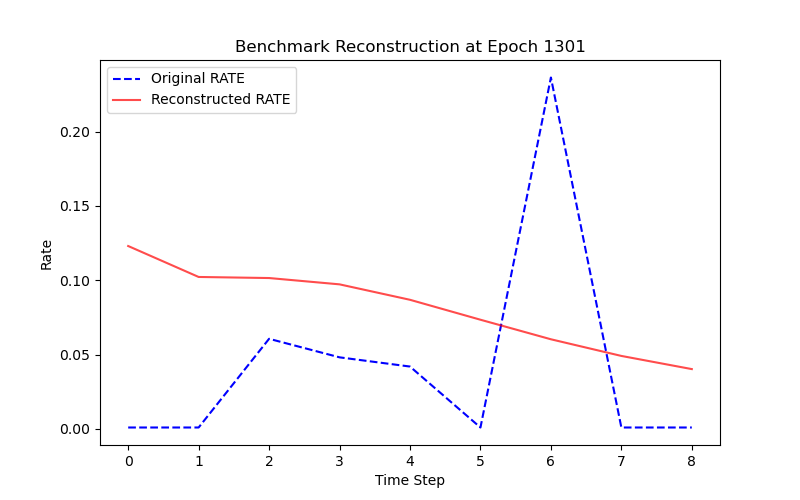 Benchmark Reconstruction at Epoch 1301
Original RATE
Reconstructed RATE
Rate
0.20
0.15
0.10
0.05
0.00
0 1 2 3 4 5 6 7 8
Time Step